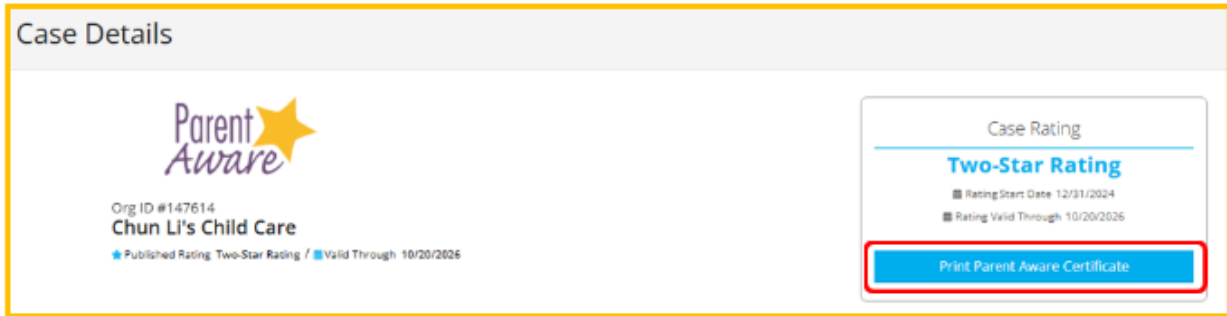 Case Details
Parent
Aware
Org ID #147614
Chun Li's Child Care
Published Rating Two-Star Rating / Valid Through 10/20/2026
Case Rating
Two-Star Rating
Rating Start Date 12/31/2024
Rating Valid Through 10/20/2026
Print Parent Aware Certificate